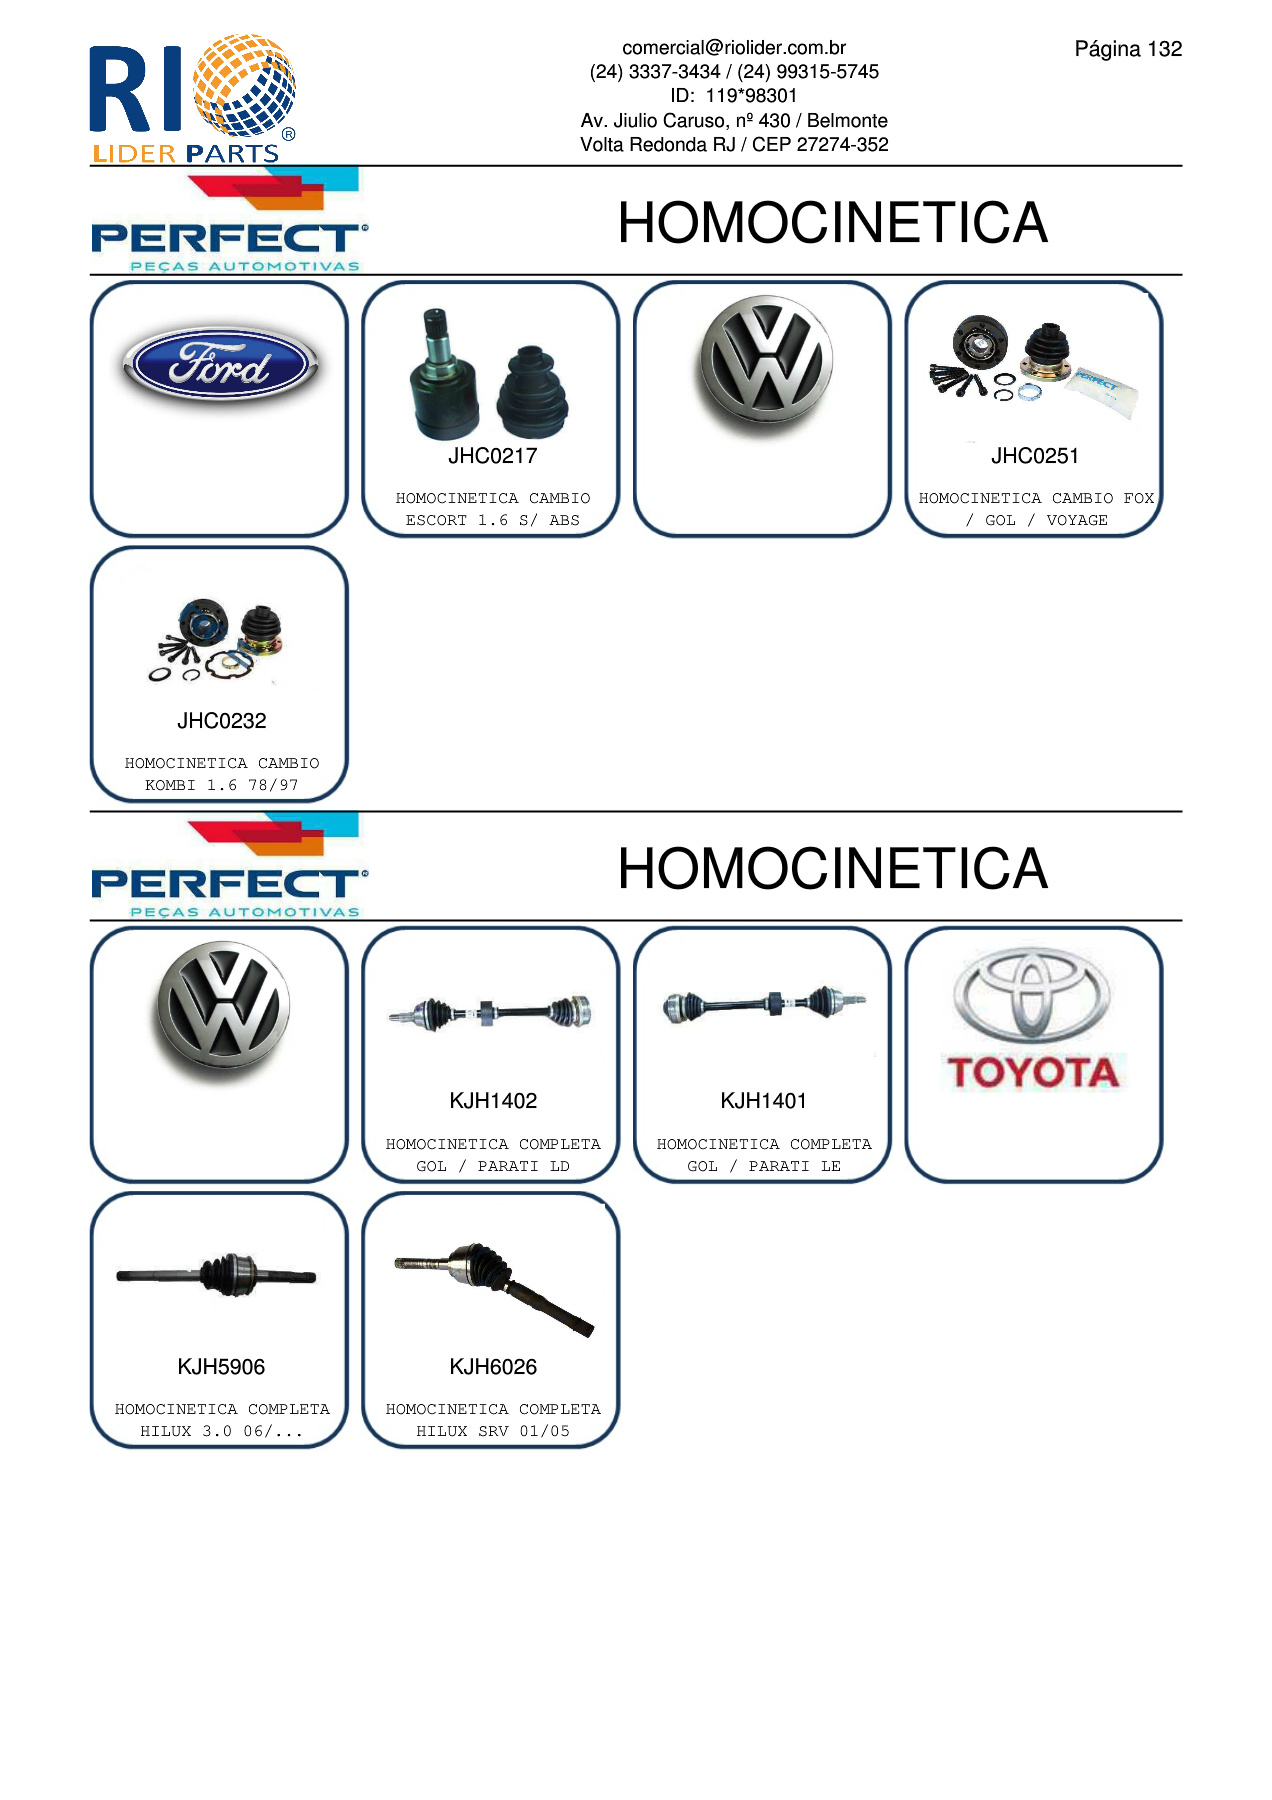 RIO
LIDER PARTS
®
comercial@riolider.com.br
(24) 3337-3434 / (24) 99315-5745
ID: 119*98301
Av. Jiulio Caruso, nº 430 / Belmonte
Volta Redonda RJ / CEP 27274-352
Página 132
PERFECT®
PEÇAS AUTOMOTIVAS
HOMOCINETICA
Ford
JHC0217
HOMOCINETICA CAMBIO
ESCORT 1.6 S/ ABS
VW
PERFECT
JHC0251
HOMOCINETICA CAMBIO FOX
/ GOL / VOYAGE
JHC0232
HOMOCINETICA CAMBIO
KOMBI 1.6 78/97
PERFECT®
PEÇAS AUTOMOTIVAS
HOMOCINETICA
VW
KJH1402
HOMOCINETICA COMPLETA
GOL / PARATI LD
KJH1401
HOMOCINETICA COMPLETA
GOL / PARATI LE
TOYOTA
KJH5906
HOMOCINETICA COMPLETA
HILUX 3.0 06/...
KJH6026
HOMOCINETICA COMPLETA
HILUX SRV 01/05